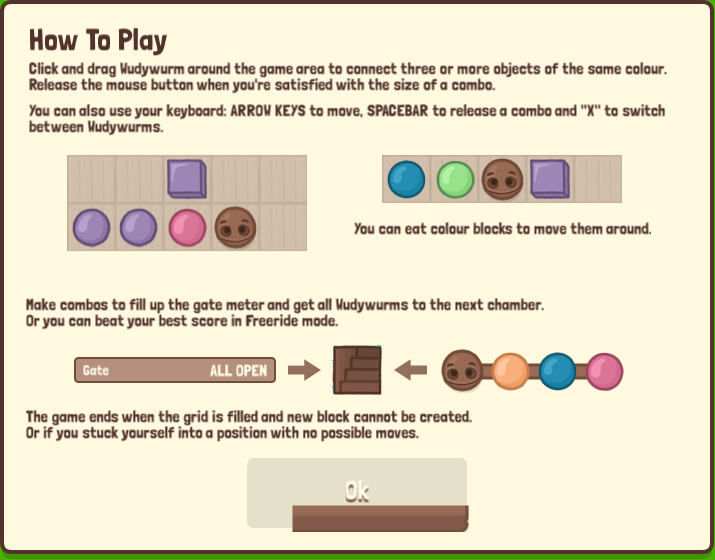 How To Play
Click and drag Wudywurm around the game area to connect three or more objects of the same colour.
Release the mouse button when you're satisfied with the size of a combo.
You can also use your keyboard: ARROW KEYS to move, SPACEBAR to release a combo and "X" to switch
between Wudywurms.
You can eat colour blocks to move them around.
Make combos to fill up the gate meter and get all Wudywurms to the next chamber.
Or you can beat your best score in Freeride mode.
Gate ALL OPEN
The game ends when the grid is filled and new block cannot be created.
Or if you stuck yourself into a position with no possible moves.
Ok